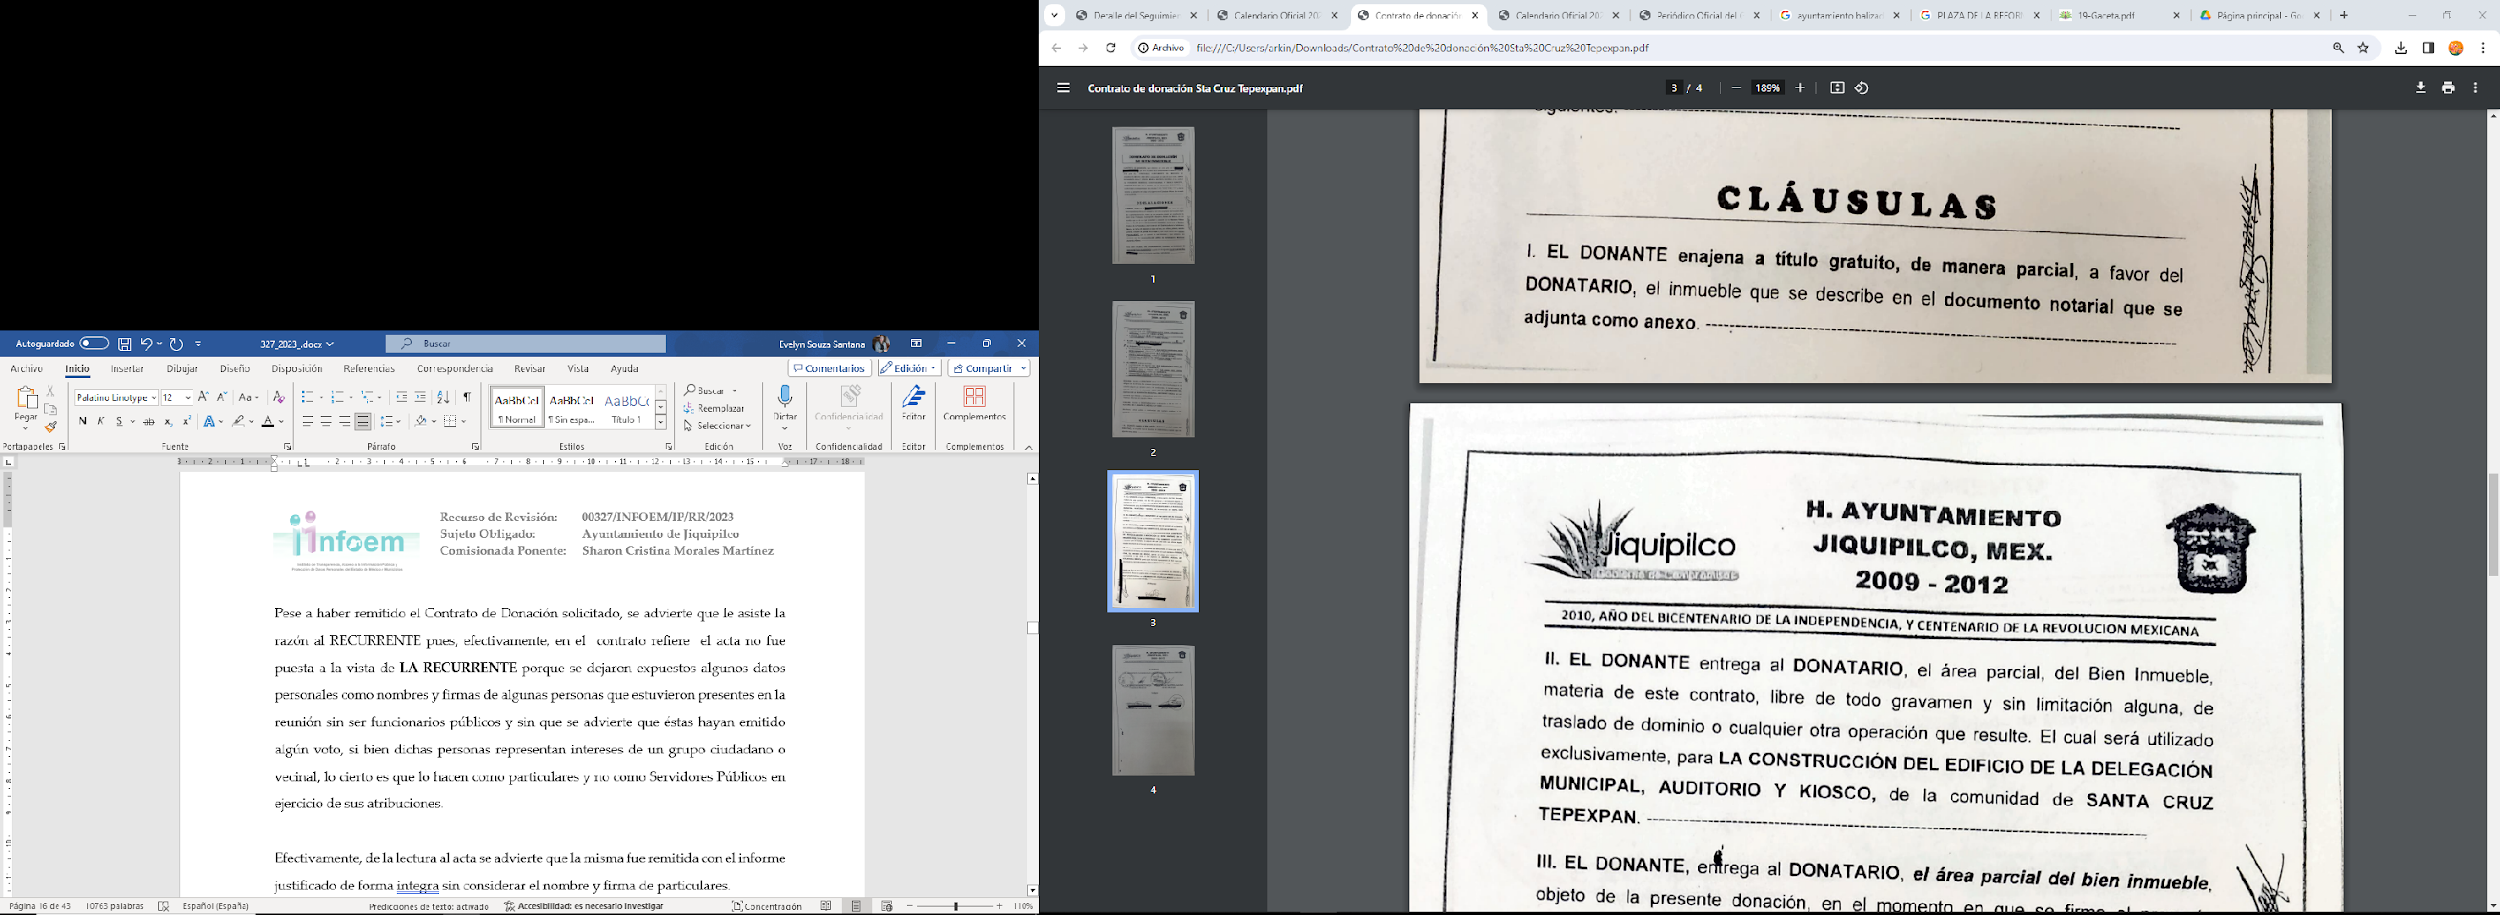 Autoguardado
327_2023_.docx
Buscar
Evelyn Souza Santana
Archivo Inicio Insertar Dibujar Diseño Disposición Referencias Correspondencia Revisar Vista Ayuda
Comentarios Edición Compartir
Pegar
Palatino Linotype 12
N K S ab x₂ x² A A
AaBbCcI AaBbCcI AaBbCc
¶ Normal ¶ Sin espa... Título 1
Buscar
Reemplazar
Seleccionar
Dictar
Confidencialidad
Editor
Complementos
Portapapeles Fuente Párrafo Estilos Edición Voz Confidencialidad Editor Complementos
Recurso de Revisión: 00327/INFOEM/IP/RR/2023
Sujeto Obligado: Ayuntamiento de Jiquipilco
Comisionada Ponente: Sharon Cristina Morales Martínez
infoem
Pese a haber remitido el Contrato de Donación solicitado, se advierte que le asiste la
razón al RECURRENTE pues, efectivamente, en el contrato refiere el acta no fue
puesta a la vista de LA RECURRENTE porque se dejaron expuestos algunos datos
personales como nombres y firmas de algunas personas que estuvieron presentes en la
reunión sin ser funcionarios públicos y sin que se advierte que éstas hayan emitido
algún voto, si bien dichas personas representan intereses de un grupo ciudadano o
vecinal, lo cierto es que lo hacen como particulares y no como Servidores Públicos en
ejercicio de sus atribuciones.
Efectivamente, de la lectura al acta se advierte que la misma fue remitida con el informe
justificado de forma integra sin considerar el nombre y firma de particulares.
Página 16 de 43 10763 palabras Español (España) Predicciones de texto: activado Accesibilidad: es necesario investigar Concentración 110%
Detalle del Seguimien Calendario Oficial 202 Contrato de donación Calendario Oficial 202 Periódico Oficial del ayuntamiento baliza PLAZA DE LA REFOR 19-Gaceta.pdf Página principal - Go
Archivo file:///C:/Users/arkin/Downloads/Contrato%20de%20donación%20Sta%20Cruz%20Tepexpan.pdf
Contrato de donación Sta Cruz Tepexpan.pdf
3 / 4
189%
1
2
3
4
siguientes.
CLÁUSULAS
I. EL DONANTE enajena a título gratuito, de manera parcial, a favor del
DONATARIO, el inmueble que se describe en el documento notarial que se
adjunta como anexo.
Jiquipilco
H. AYUNTAMIENTO
JIQUIPILCO, MEX.
2009 - 2012
2010, AÑO DEL BICENTENARIO DE LA INDEPENDENCIA, Y CENTENARIO DE LA REVOLUCION MEXICANA
II. EL DONANTE entrega al DONATARIO, el área parcial, del Bien Inmueble,
materia de este contrato, libre de todo gravamen y sin limitación alguna, de
traslado de dominio o cualquier otra operación que resulte. El cual será utilizado
exclusivamente, para LA CONSTRUCCIÓN DEL EDIFICIO DE LA DELEGACIÓN
MUNICIPAL, AUDITORIO Y KIOSCO, de la comunidad de SANTA CRUZ
TEPEXPAN.
III. EL DONANTE, entrega al DONATARIO, el área parcial del bien inmueble,
objeto de la presente donación, en el momento en que se firme